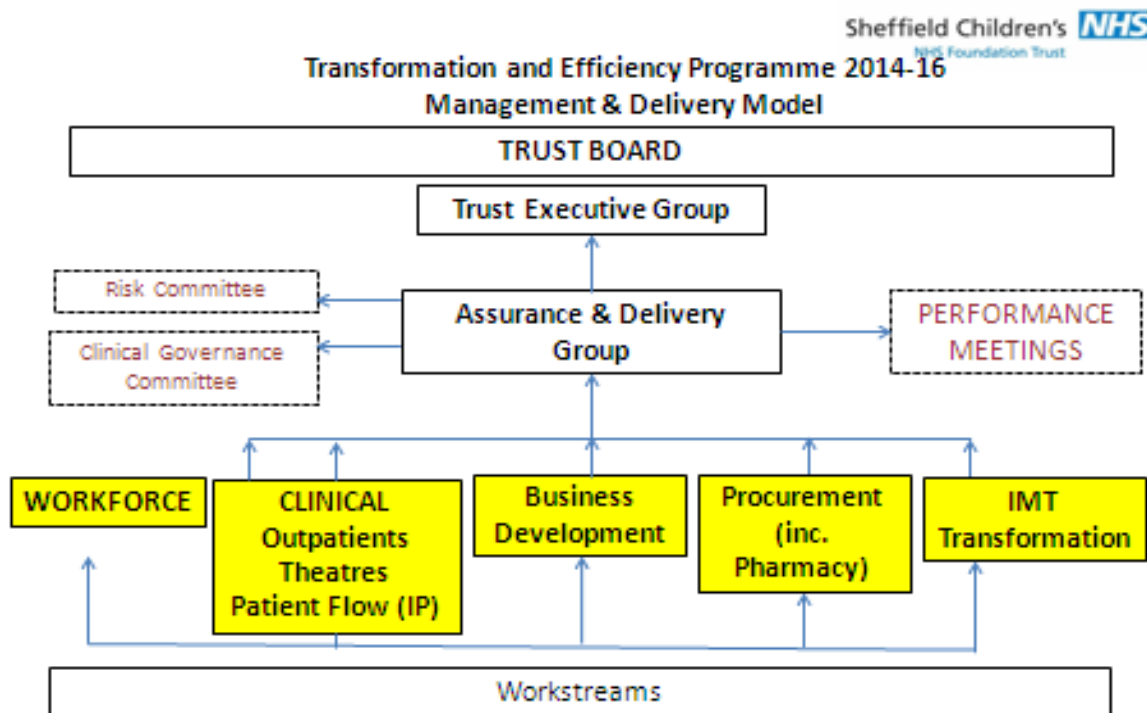 Sheffield Children's NHS
NHS Foundation Trust
Transformation and Efficiency Programme 2014-16
Management & Delivery Model
TRUST BOARD
Trust Executive Group
Risk Committee
Clinical Governance
Committee
Assurance & Delivery
Group
PERFORMANCE
MEETINGS
WORKFORCE
CLINICAL
Outpatients
Theatres
Patient Flow (IP)
Business
Development
Procurement
(inc.
Pharmacy)
IMT
Transformation
Workstreams